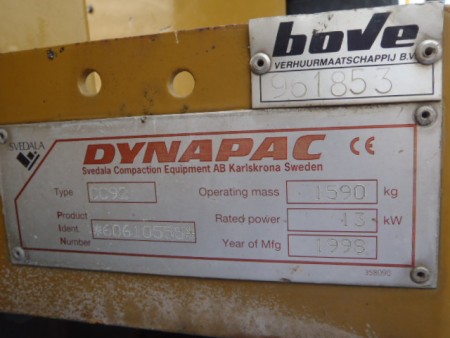 bove
VERHUURMAATSCHAPPIJ B.V.
961853
SVEDALA
DYNAPAC CE
Svedala Compaction Equipment AB Karlskrona Sweden
Type Operating mass 1590 kg
Product
Ident. Rated power 13 kW
Number
Year of Mfg 1998